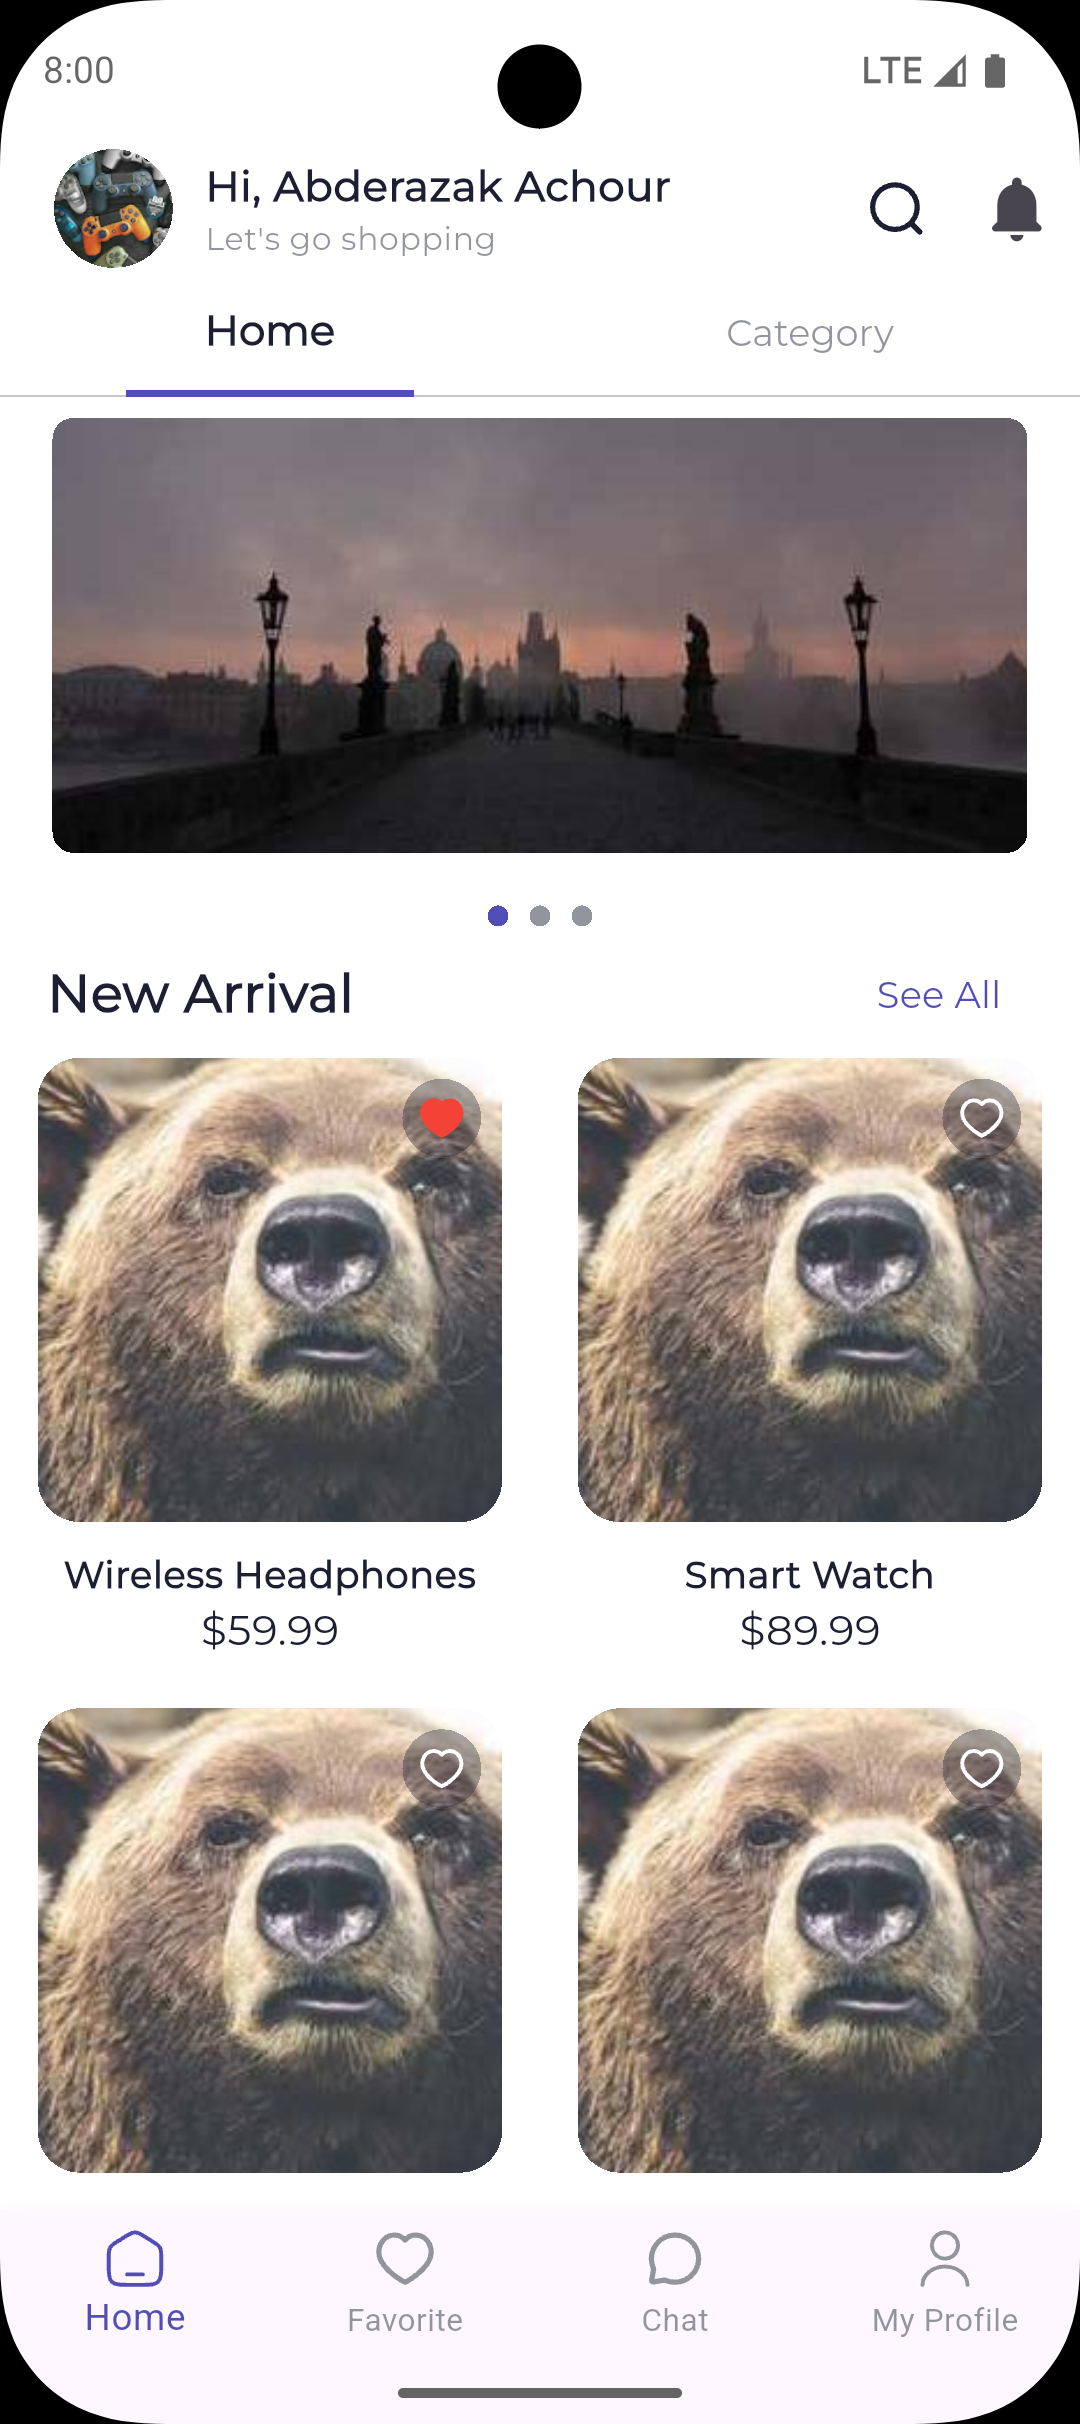 8:00
LTE
Hi, Abderazak Achour
Let's go shopping
Home
Category
New Arrival
See All
Wireless Headphones
Smart Watch
$59.99
$89.99
Home
Favorite
Chat
My Profile